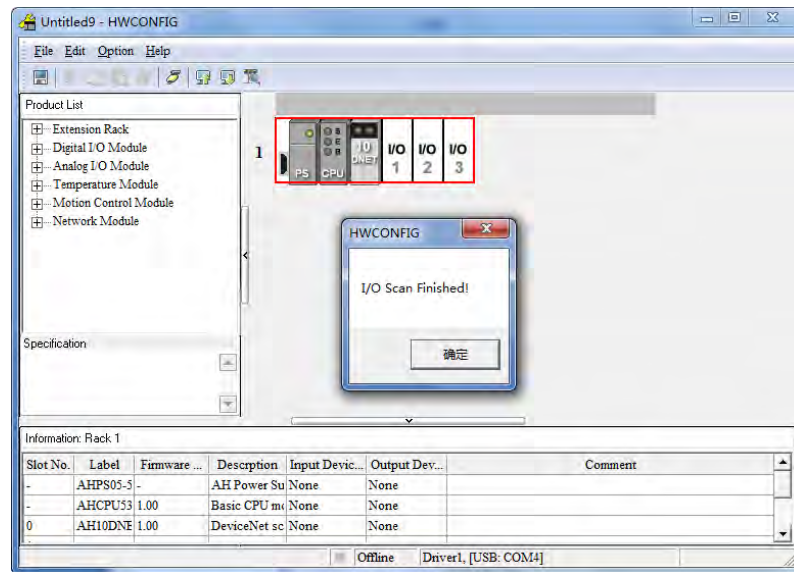 Untitled9 - HWCONFIG
File Edit Option Help
Product List
Extension Rack
Digital I/O Module
Analog I/O Module
Temperature Module
Motion Control Module
Network Module
Specification
1
PS CPU 10 DNET I/O 1 I/O 2 I/O 3
HWCONFIG
I/O Scan Finished!
确定
Information: Rack 1
Slot No. Label Firmware ... Descrption Input Devic... Output Dev... Comment
- AHPS05-5 - AH Power Su None None
- AHCPU53 1.00 Basic CPU mo None None
0 AH10DNE 1.00 DeviceNet sc None None
Offline Driver1, [USB: COM4]